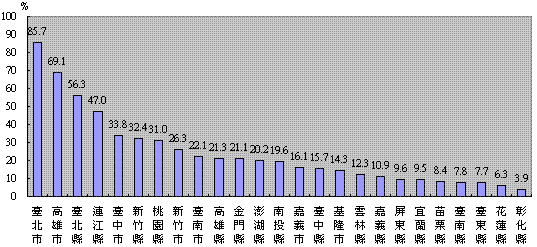 %
100
90
80
70
60
50
40
30
20
10
0
85.7
69.1
56.3
47.0
33.8
32.4
31.0
26.3
22.1
21.3
21.1
20.2
19.6
16.1
15.7
14.3
12.3
10.9
9.6
9.5
8.4
7.8
7.7
6.3
3.9
臺北市
高雄市
臺北縣
連江縣
臺中市
新竹縣
桃園縣
新竹市
臺南市
高雄縣
金門縣
澎湖縣
南投縣
嘉義市
臺中縣
基隆市
雲林縣
嘉義縣
屏東縣
宜蘭縣
苗栗縣
臺南縣
臺東縣
花蓮縣
彰化縣